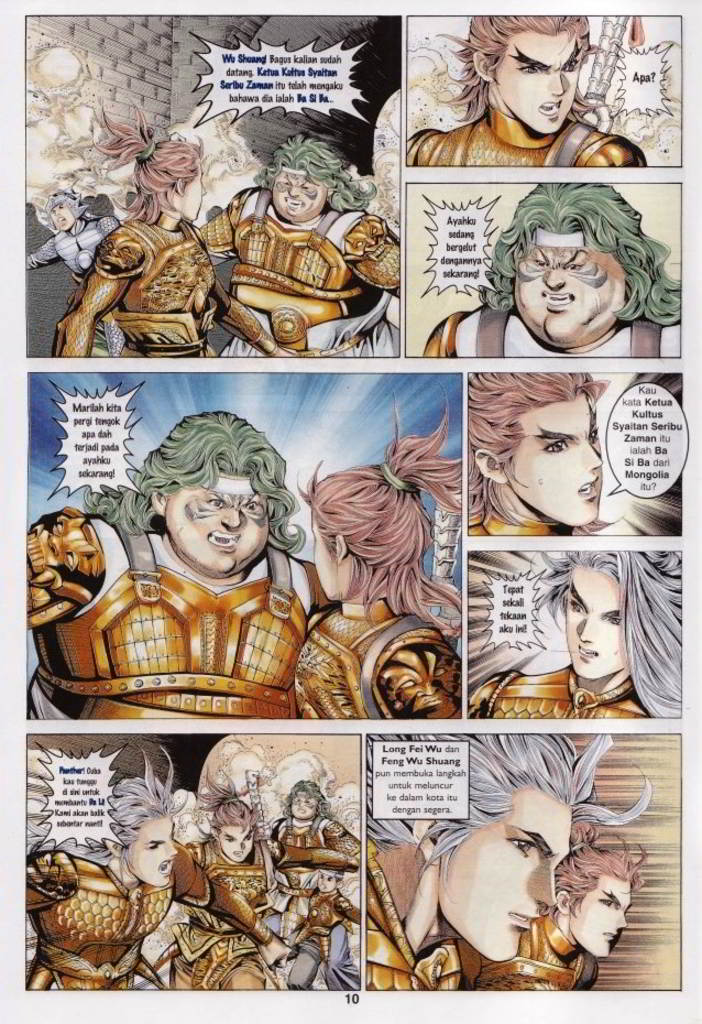 Wu Shuang! Bagus kalian sudah
datang. Ketua Kultus Syaitan
Seribu Zaman itu telah mengaku
bahawa dia ialah Ba Si Ba..
Apa?
Ayahku
sedang
bergelut
dengannya
sekarang!
Marilah kita
pergi tengok
apa dah
terjadi pada
ayahku
sekarang!
Kau
kata Ketua
Kultus
Syaitan Seribu
Zaman itu
ialah Ba
Si Ba dari
Mongolia
itu?
Tepat
sekali
tekaan
aku ini!
Panther! Cuba
kau tunggu
di sini untuk
membantu Da Li!
Kami akan balik
sebentar nanti!
Long Fei Wu dan
Feng Wu Shuang
pun membuka langkah
untuk meluncur
ke dalam kota itu
dengan segera.
10